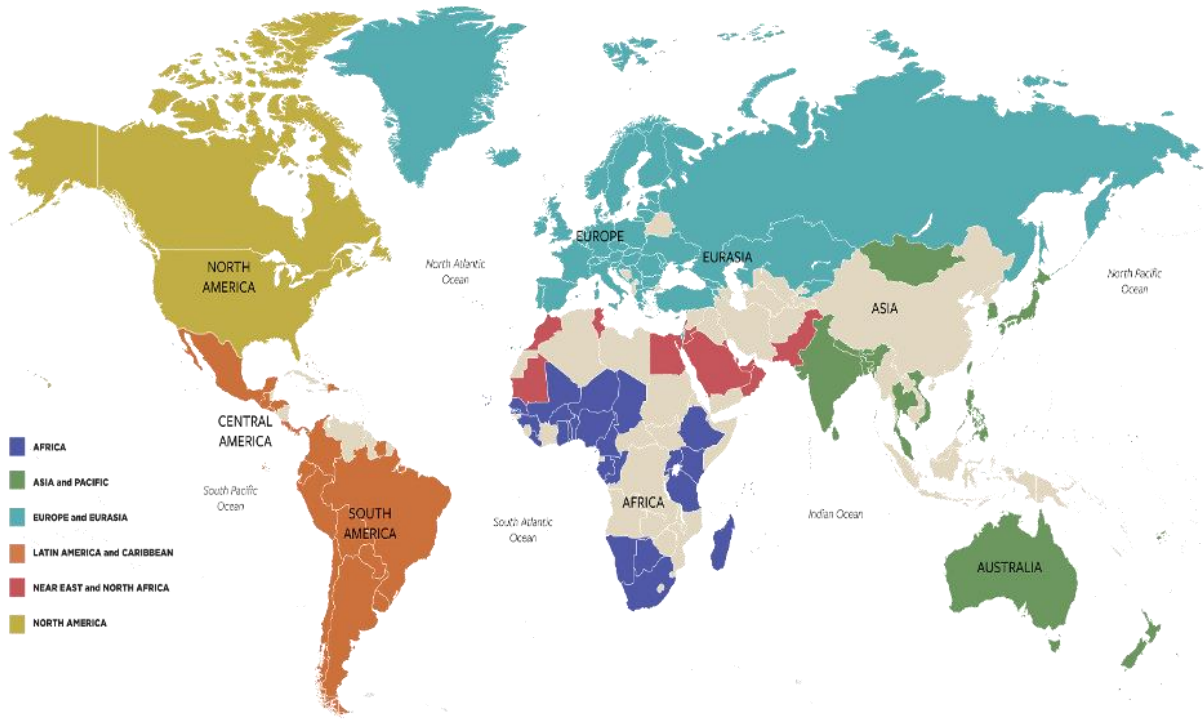 NORTH
AMERICA
North Atlantic
Ocean
EUROPE
EURASIA
ASIA
North Pacific
Ocean
CENTRAL
AMERICA
South Pacific
Ocean
SOUTH
AMERICA
South Atlantic
Ocean
AFRICA
Indian Ocean
AUSTRALIA
AFRICA
ASIA and PACIFIC
EUROPE and EURASIA
LATIN AMERICA and CARIBBEAN
NEAR EAST and NORTH AFRICA
NORTH AMERICA